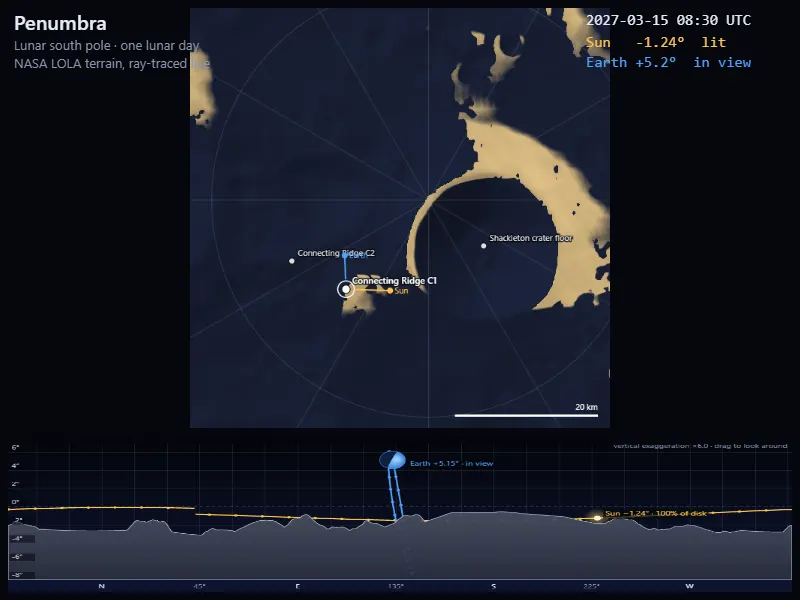 Penumbra
Lunar south pole · one lunar day
NASA LOLA terrain, ray-traced
2027-03-15 08:30 UTC
Sun -1.24° lit
Earth +5.2° in view
Shackleton crater floor
Connecting Ridge C2
Connecting Ridge C1
Sun
20 km
vertical exaggeration ×6.0 · drag to look around
6°
4°
2°
0°
-2°
-4°
-6°
-8°
Earth +5.15° · in view
Sun -1.24° · 100% of disk
N 45° E 135° S 225° W